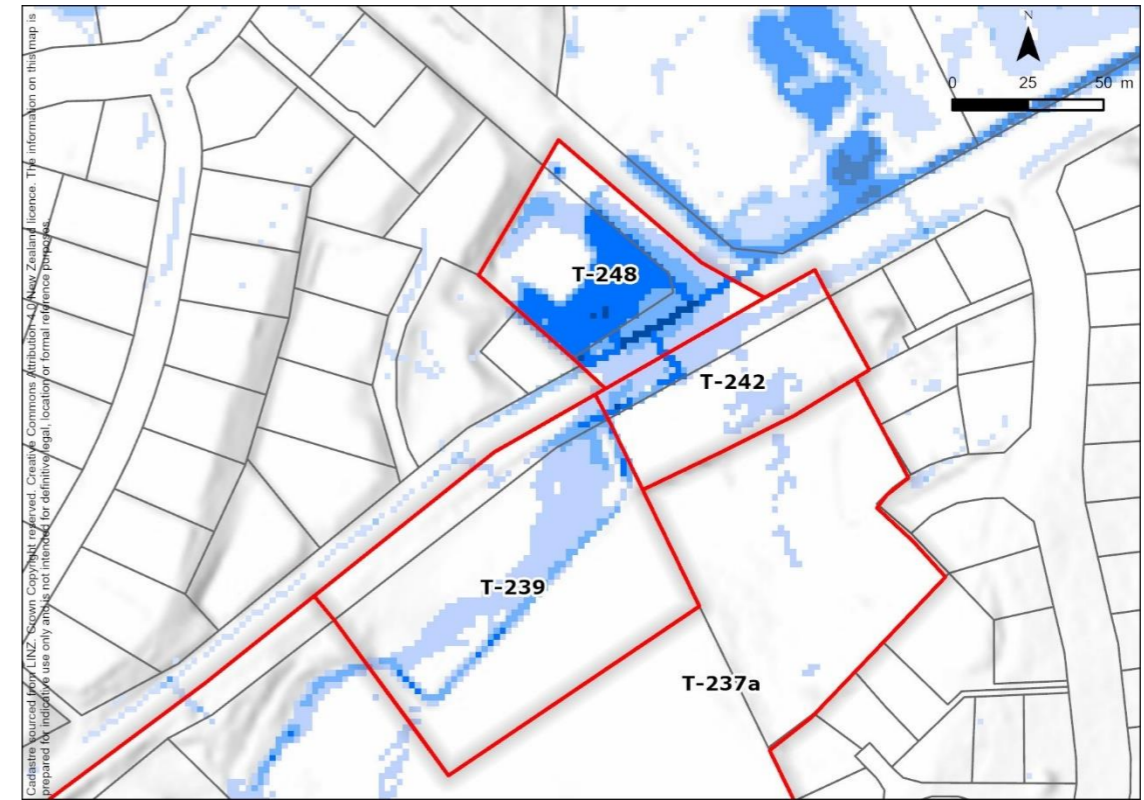 Cadastre sourced from LINZ. Crown Copyright reserved. Creative Commons Attribution 4.0 New Zealand licence. The information on this map is
prepared for indicative use only and is not intended for definitive legal, location or formal reference purposes.
N
0 25 50 m
T-248
T-242
T-239
T-237a